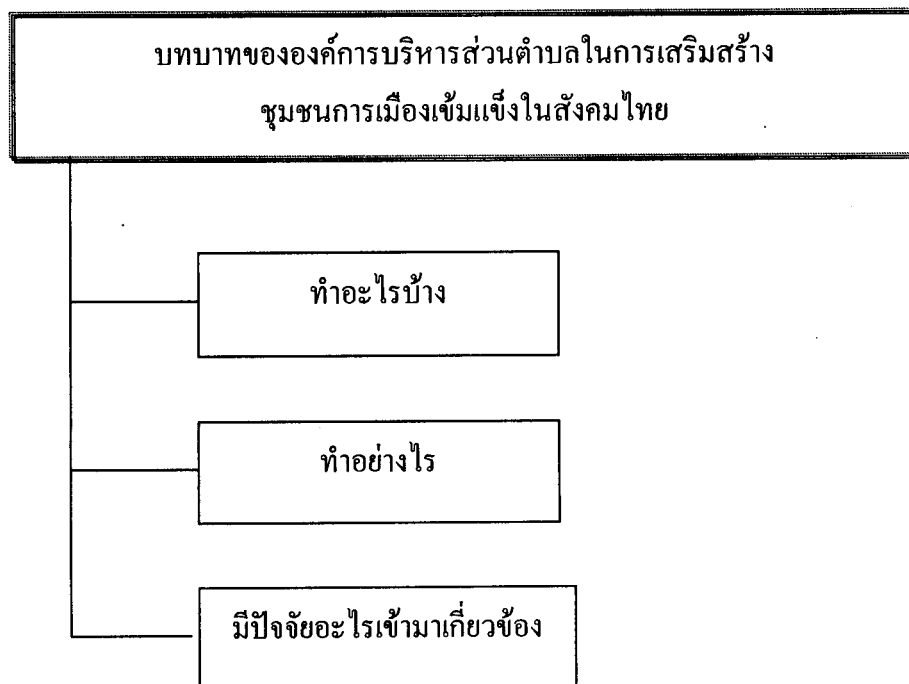 บทบาทขององค์การบริหารส่วนตำบลในการเสริมสร้าง
ชุมชนการเมืองเข้มแข็งในสังคมไทย
ทำอะไรบ้าง
ทำอย่างไร
มีปัจจัยอะไรเข้ามาเกี่ยวข้อง